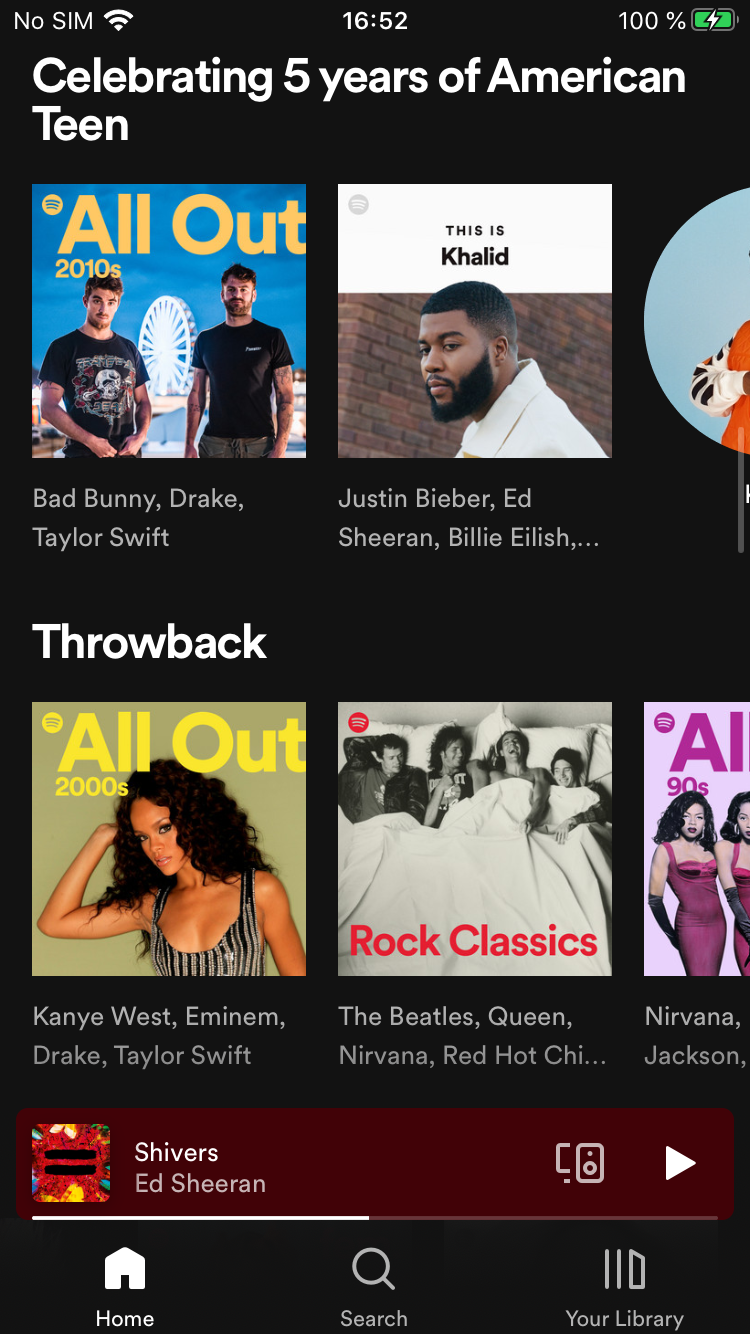 No SIM 16:52 100 %
Celebrating 5 years of American
Teen
All Out
2010s
THIS IS
Khalid
Bad Bunny, Drake,
Taylor Swift
Justin Bieber, Ed
Sheeran, Billie Eilish,...
Throwback
All Out
2000s
Rock Classics
All
90s
Kanye West, Eminem,
Drake, Taylor Swift
The Beatles, Queen,
Nirvana, Red Hot Chi...
Nirvana,
Jackson,
Shivers
Ed Sheeran
Home
Search
Your Library